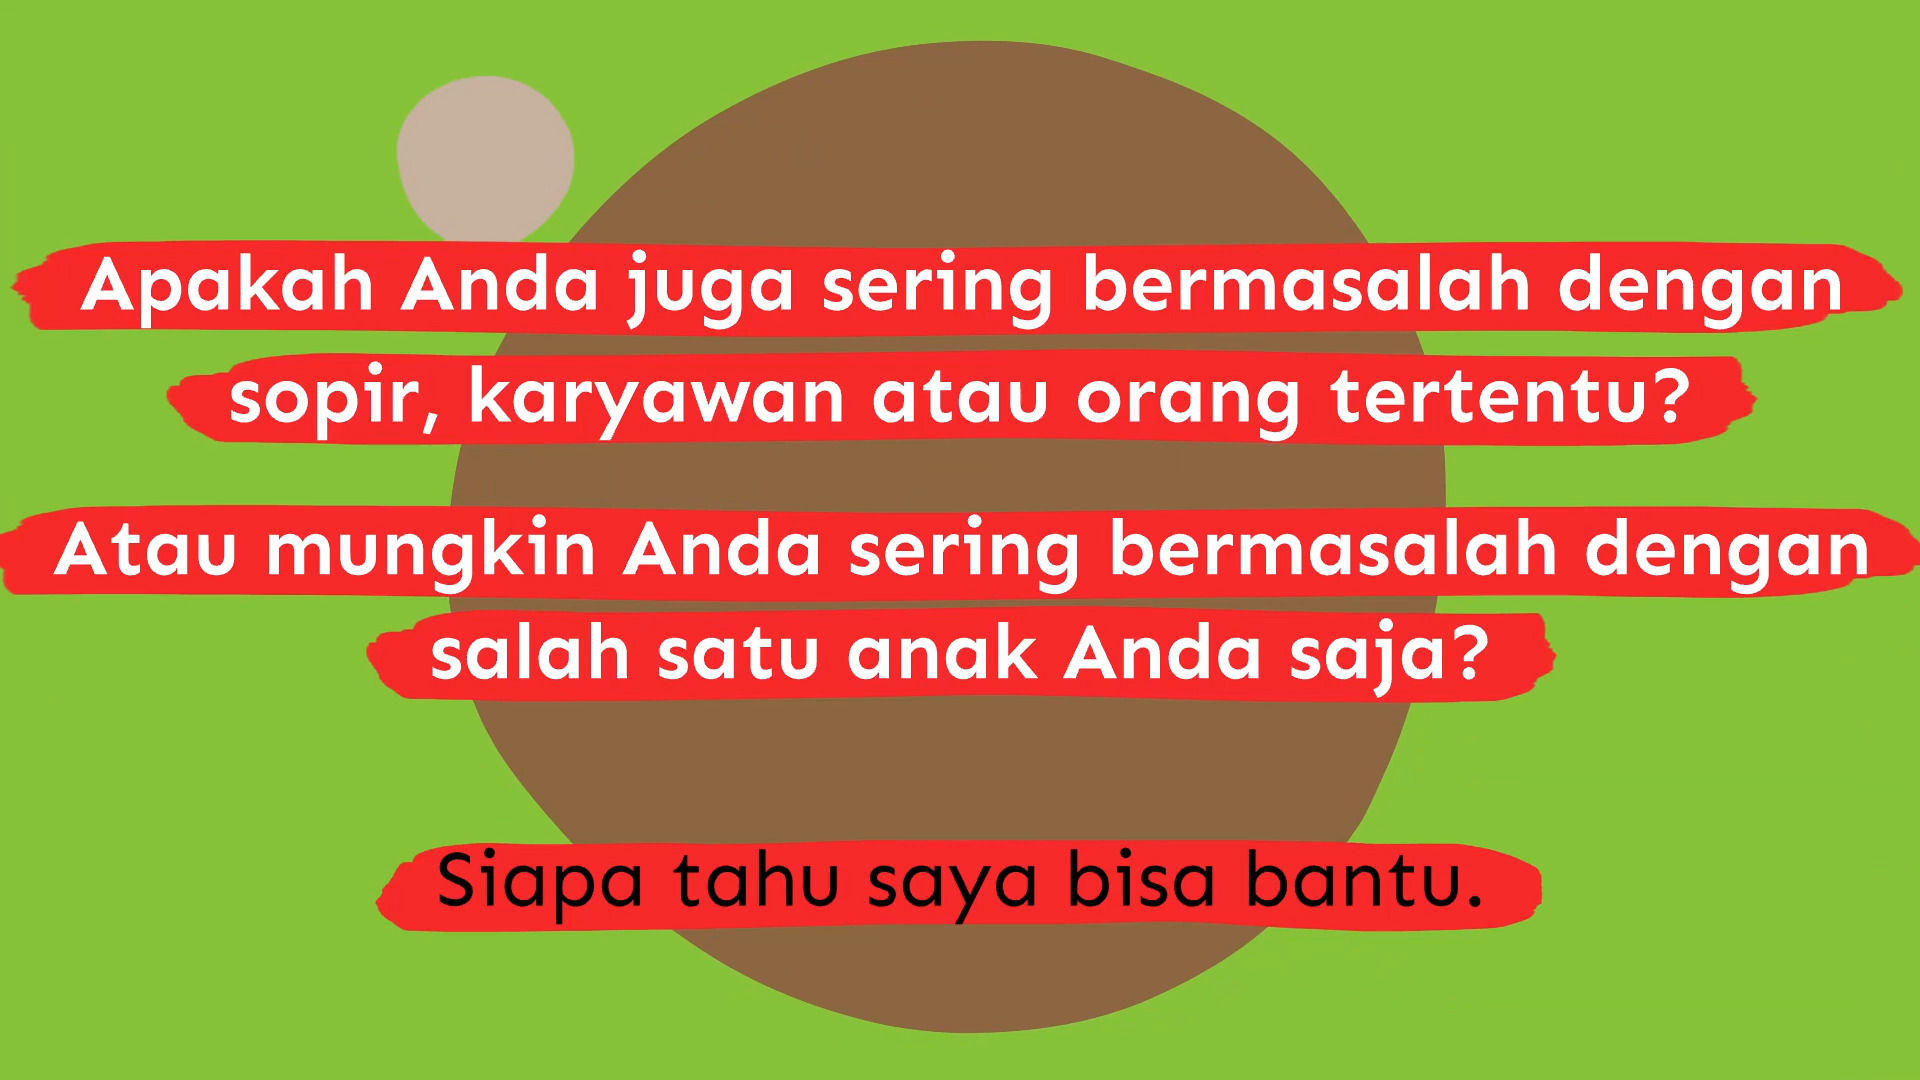 Apakah Anda juga sering bermasalah dengan
sopir, karyawan atau orang tertentu?
Atau mungkin Anda sering bermasalah dengan
salah satu anak Anda saja?
Siapa tahu saya bisa bantu.